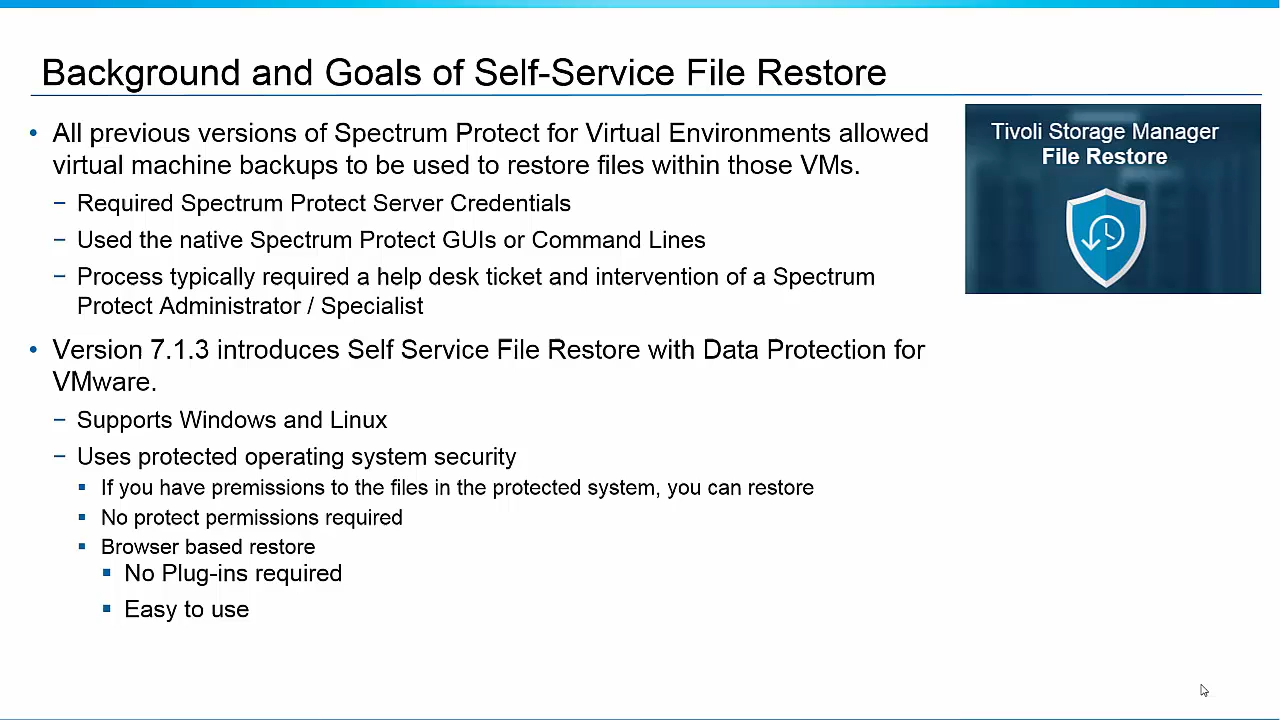 Background and Goals of Self-Service File Restore
• All previous versions of Spectrum Protect for Virtual Environments allowed
virtual machine backups to be used to restore files within those VMs.
− Required Spectrum Protect Server Credentials
− Used the native Spectrum Protect GUIs or Command Lines
− Process typically required a help desk ticket and intervention of a Spectrum
Protect Administrator / Specialist
• Version 7.1.3 introduces Self Service File Restore with Data Protection for
VMware.
− Supports Windows and Linux
− Uses protected operating system security
▪ If you have premissions to the files in the protected system, you can restore
▪ No protect permissions required
▪ Browser based restore
▪ No Plug-ins required
▪ Easy to use
Tivoli Storage Manager
File Restore